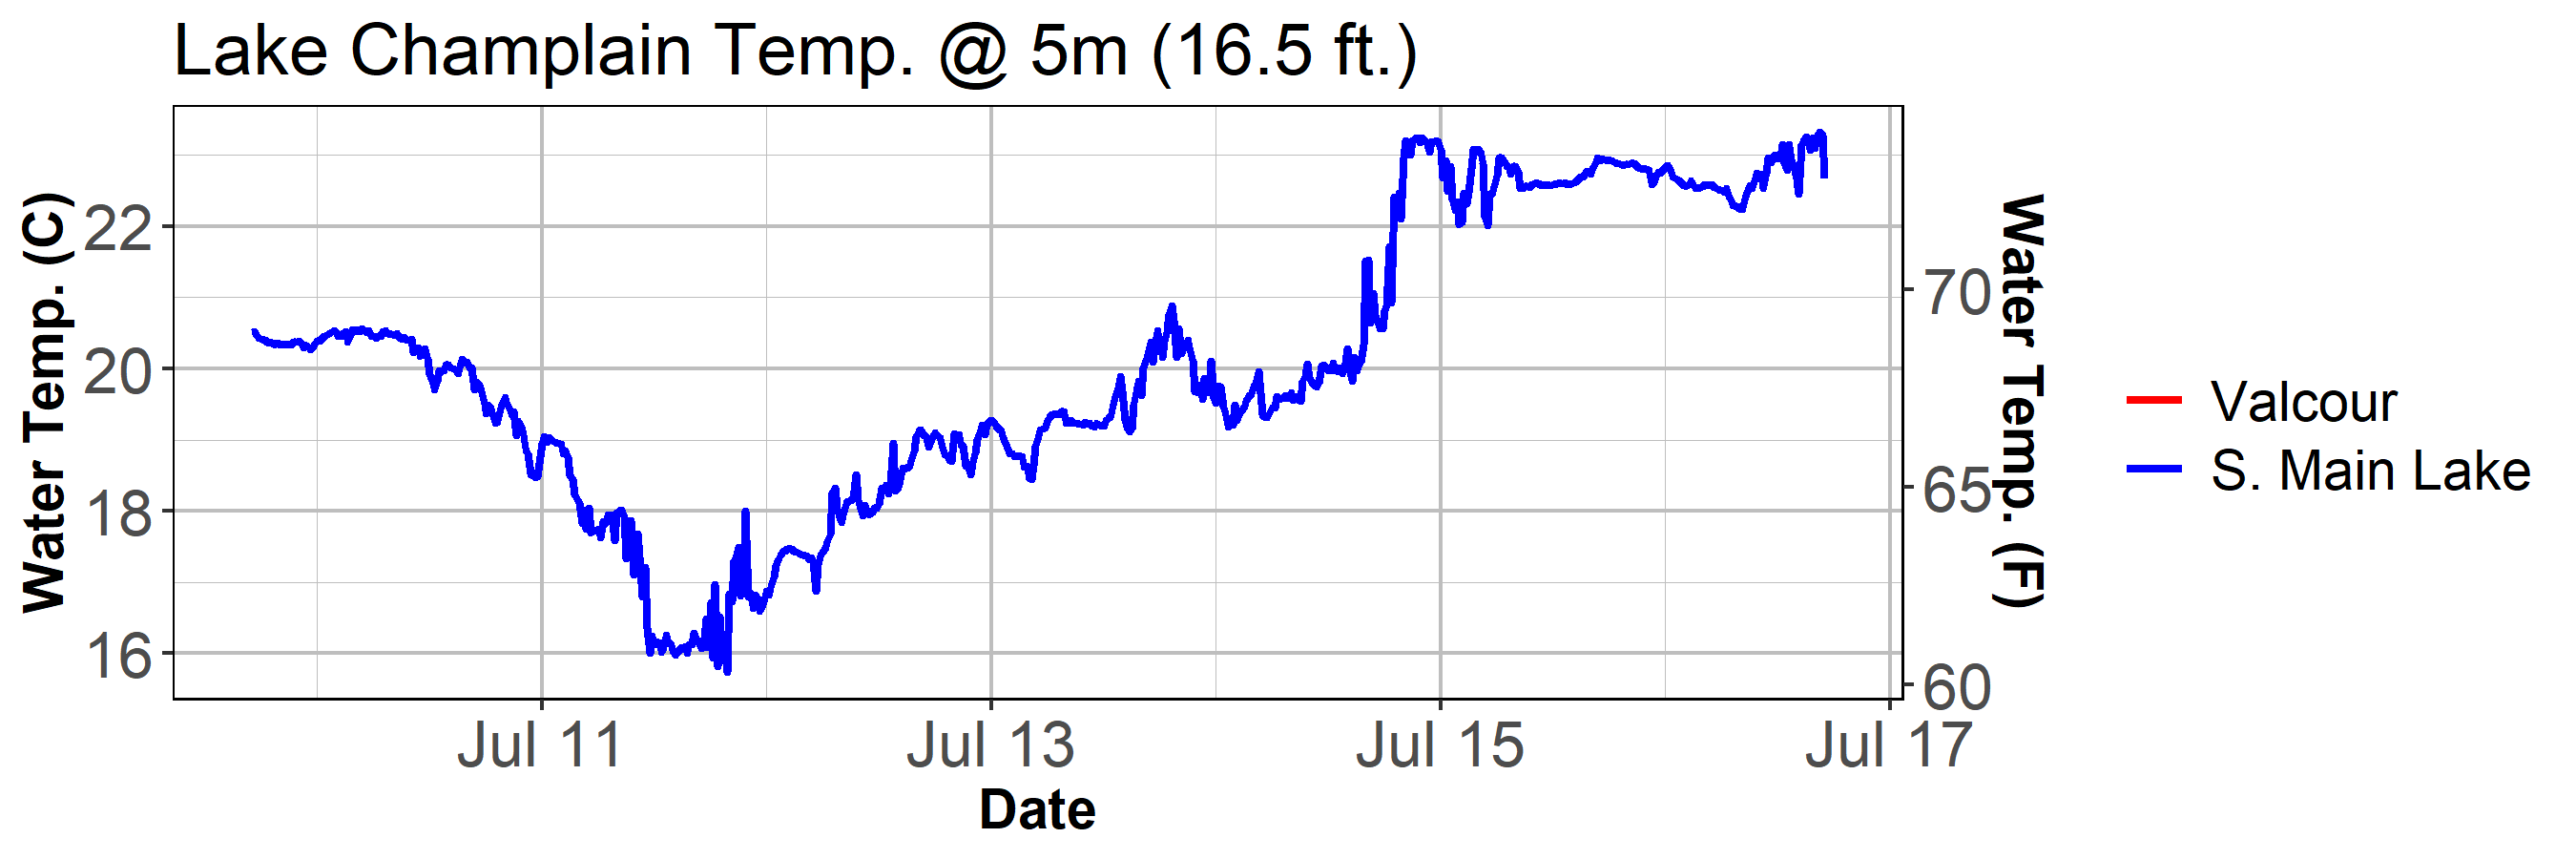 Lake Champlain Temp. @ 5m (16.5 ft.)
Water Temp. (C)
22
20
18
16
70
65
60
Water Temp. (F)
Jul 11
Jul 13
Jul 15
Jul 17
Date
Valcour
S. Main Lake